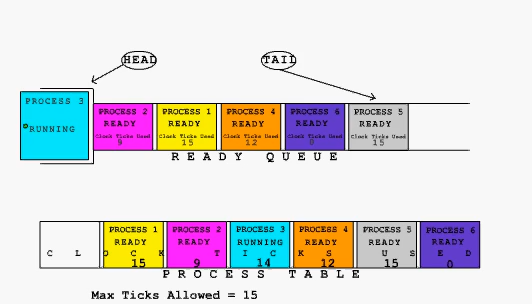 HEAD
TAIL
PROCESS 3
RUNNING
PROCESS 2
READY
Clock Ticks Used
9
PROCESS 1
READY
Clock Ticks Used
15
PROCESS 4
READY
Clock Ticks Used
12
PROCESS 6
READY
Clock Ticks Used
0
PROCESS 5
READY
Clock Ticks Used
15
READY QUEUE
PROCESS 1
READY
15
PROCESS 2
READY
9
PROCESS 3
RUNNING
14
PROCESS 4
READY
12
PROCESS 5
READY
15
PROCESS 6
READY
0
CLOCK TICKS USED
PROCESS TABLE
Max Ticks Allowed = 15